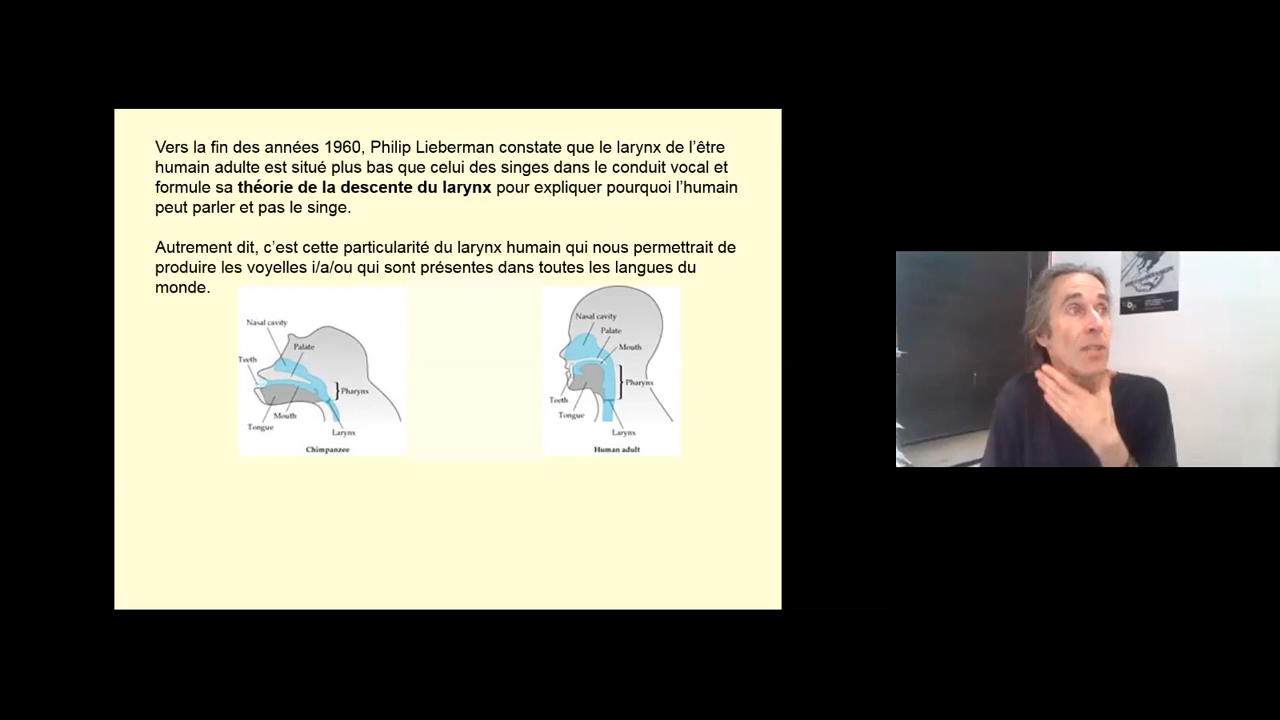 Vers la fin des années 1960, Philip Lieberman constate que le larynx de l'être
humain adulte est situé plus bas que celui des singes dans le conduit vocal et
formule sa théorie de la descente du larynx pour expliquer pourquoi l'humain
peut parler et pas le singe.
Autrement dit, c'est cette particularité du larynx humain qui nous permettrait de
produire les voyelles i/a/ou qui sont présentes dans toutes les langues du
monde.
Nasal cavity
Palate
Teeth
Pharynx
Mouth
Tongue
Larynx
Chimpanzee
Nasal cavity
Palate
Mouth
Pharynx
Teeth
Tongue
Larynx
Human adult